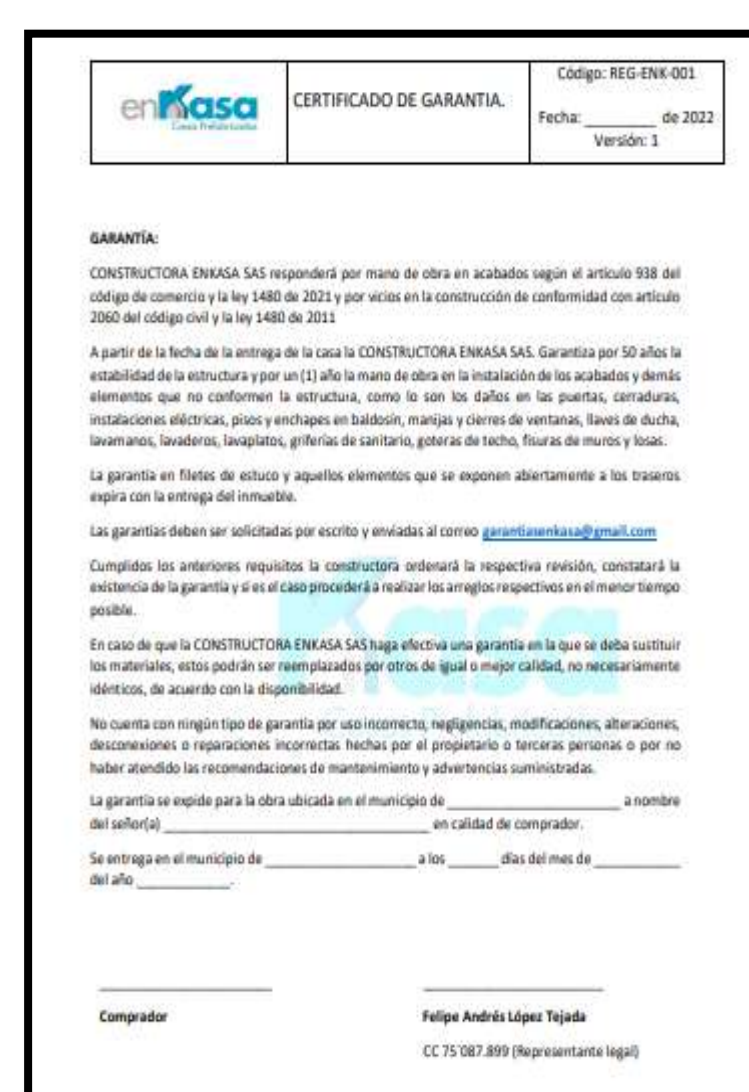 enKasa
Casas Prefabricadas
CERTIFICADO DE GARANTIA.
Código: REG-ENK-001
Fecha: _________ de 2022
Versión: 1
GARANTÍA:
CONSTRUCTORA ENKASA SAS responderá por mano de obra en acabados según el artículo 938 del
código de comercio y la ley 1480 de 2021 y por vicios en la construcción de conformidad con artículo
2060 del código civil y la ley 1480 de 2011
A partir de la fecha de la entrega de la casa la CONSTRUCTORA ENKASA SAS. Garantiza por 50 años la
estabilidad de la estructura y por un (1) año la mano de obra en la instalación de los acabados y demás
elementos que no conformen la estructura, como lo son los daños en las puertas, cerraduras,
instalaciones eléctricas, pisos y enchapes en baldosín, manijas y cierres de ventanas, llaves de ducha,
lavamanos, lavaderos, lavaplatos, griferías de sanitario, goteras de techo, fisuras de muros y losas.
La garantía en filetes de estuco y aquellos elementos que se exponen abiertamente a los traseros
expira con la entrega del inmueble.
Las garantías deben ser solicitadas por escrito y enviadas al correo garantiasenkasa@gmail.com
Cumplidos los anteriores requisitos la constructora ordenará la respectiva revisión, constatará la
existencia de la garantía y si es el caso procederá a realizar los arreglos respectivos en el menor tiempo
posible.
En caso de que la CONSTRUCTORA ENKASA SAS haga efectiva una garantía en la que se deba sustituir
los materiales, estos podrán ser reemplazados por otros de igual o mejor calidad, no necesariamente
idénticos, de acuerdo con la disponibilidad.
No cuenta con ningún tipo de garantía por uso incorrecto, negligencias, modificaciones, alteraciones,
desconexiones o reparaciones incorrectas hechas por el propietario o terceras personas o por no
haber atendido las recomendaciones de mantenimiento y advertencias suministradas.
La garantía se expide para la obra ubicada en el municipio de _________________________ a nombre
del señor(a) ______________________________________ en calidad de comprador.
Se entrega en el municipio de ______________________ a los _______ días del mes de ____________
del año _____________.
Comprador
Felipe Andrés López Tejada
CC 75´087.899 (Representante legal)